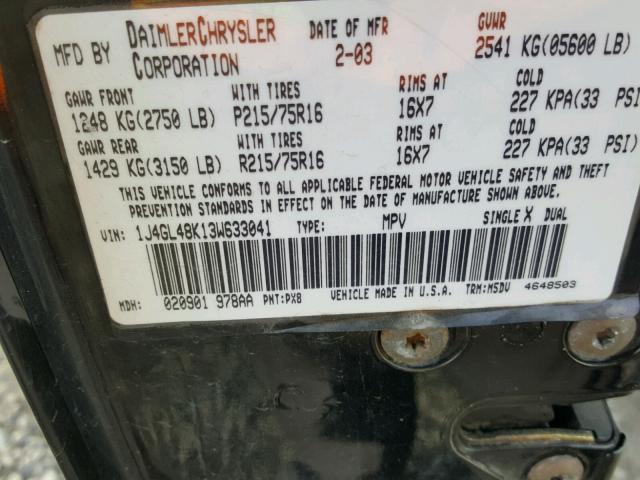 MFD BY DAIMLERCHRYSLER CORPORATION DATE OF MFR 2-03 GVWR 2541 KG(05600 LB)
GAWR FRONT WITH TIRES RIMS AT COLD
1248 KG(2750 LB) P215/75R16 16X7 227 KPA(33 PSI
GAWR REAR WITH TIRES RIMS AT COLD
1429 KG(3150 LB) R215/75R16 16X7 227 KPA(33 PSI)
THIS VEHICLE CONFORMS TO ALL APPLICABLE FEDERAL MOTOR VEHICLE SAFETY AND THEFT
PREVENTION STANDARDS IN EFFECT ON THE DATE OF MANUFACTURE SHOWN ABOVE.
VIN: 1J4GL48K13W633041 TYPE: MPV SINGLE X DUAL
MDH: 020901 978AA PNT:PX8 VEHICLE MADE IN U.S.A. TRM:MSDV 4648503